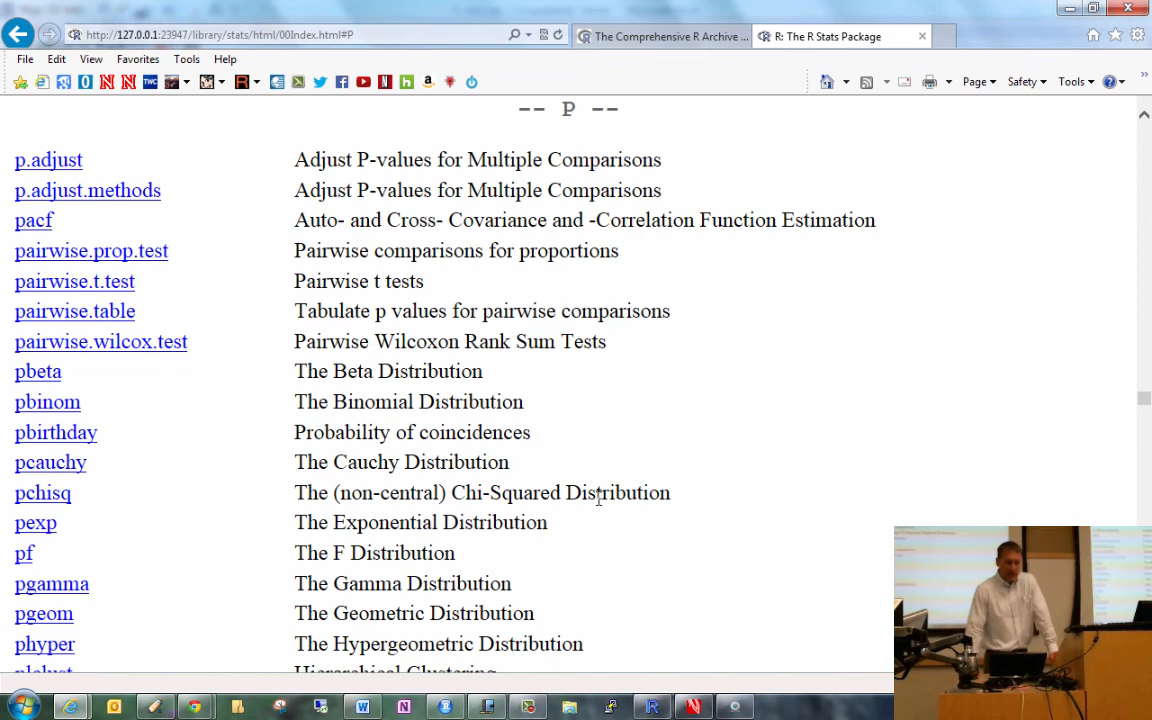 http://127.0.0.1:23947/library/stats/html/00Index.html#P
The Comprehensive R Archive ...
R: The R Stats Package
File Edit View Favorites Tools Help
Page Safety Tools
-- P --
p.adjust Adjust P-values for Multiple Comparisons
p.adjust.methods Adjust P-values for Multiple Comparisons
pacf Auto- and Cross- Covariance and -Correlation Function Estimation
pairwise.prop.test Pairwise comparisons for proportions
pairwise.t.test Pairwise t tests
pairwise.table Tabulate p values for pairwise comparisons
pairwise.wilcox.test Pairwise Wilcoxon Rank Sum Tests
pbeta The Beta Distribution
pbinom The Binomial Distribution
pbirthday Probability of coincidences
pcauchy The Cauchy Distribution
pchisq The (non-central) Chi-Squared Distribution
pexp The Exponential Distribution
pf The F Distribution
pgamma The Gamma Distribution
pgeom The Geometric Distribution
phyper The Hypergeometric Distribution
plclust Hierarchical Clustering